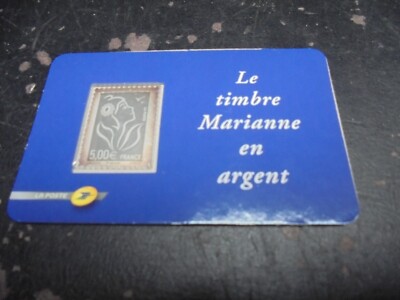 Le
timbre
Marianne
en
argent
5,00€ FRANCE
LA POSTE